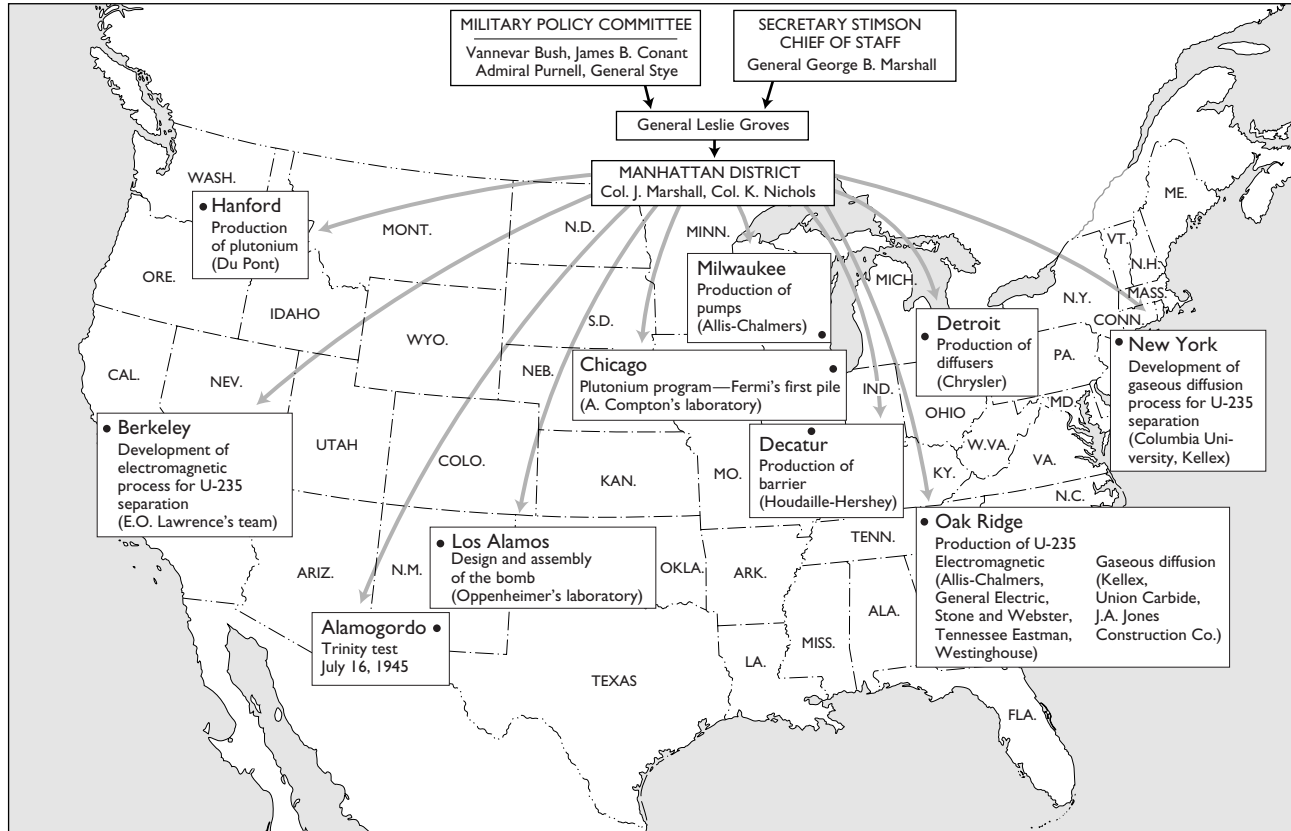 MILITARY POLICY COMMITTEE
Vannevar Bush, James B. Conant
Admiral Purnell, General Stye
SECRETARY STIMSON
CHIEF OF STAFF
General George B. Marshall
General Leslie Groves
MANHATTAN DISTRICT
Col. J. Marshall, Col. K. Nichols
WASH.
Hanford
Production
of plutonium
(Du Pont)
ORE.
IDAHO
MONT.
N.D.
MINN.
S.D.
WYO.
NEB.
CAL.
NEV.
UTAH
COLO.
KAN.
MO.
Milwaukee
Production of
pumps
(Allis-Chalmers)
MICH.
Detroit
Production of
diffusers
(Chrysler)
ME.
VT.
N.H.
MASS.
N.Y.
CONN.
PA.
New York
Development of
gaseous diffusion
process for U-235
separation
(Columbia Uni-
versity, Kellex)
Chicago
Plutonium program—Fermi's first pile
(A. Compton's laboratory)
IND.
OHIO
MD.
W.VA.
VA.
KY.
N.C.
Berkeley
Development of
electromagnetic
process for U-235
separation
(E.O. Lawrence's team)
Decatur
Production of
barrier
(Houdaille-Hershey)
Los Alamos
Design and assembly
of the bomb
(Oppenheimer's laboratory)
ARIZ.
N.M.
OKLA.
ARK.
TENN.
Oak Ridge
Production of U-235
Electromagnetic
(Allis-Chalmers,
General Electric,
Stone and Webster,
Tennessee Eastman,
Westinghouse)
Gaseous diffusion
(Kellex,
Union Carbide,
J.A. Jones
Construction Co.)
Alamogordo
Trinity test
July 16, 1945
TEXAS
LA.
MISS.
ALA.
FLA.